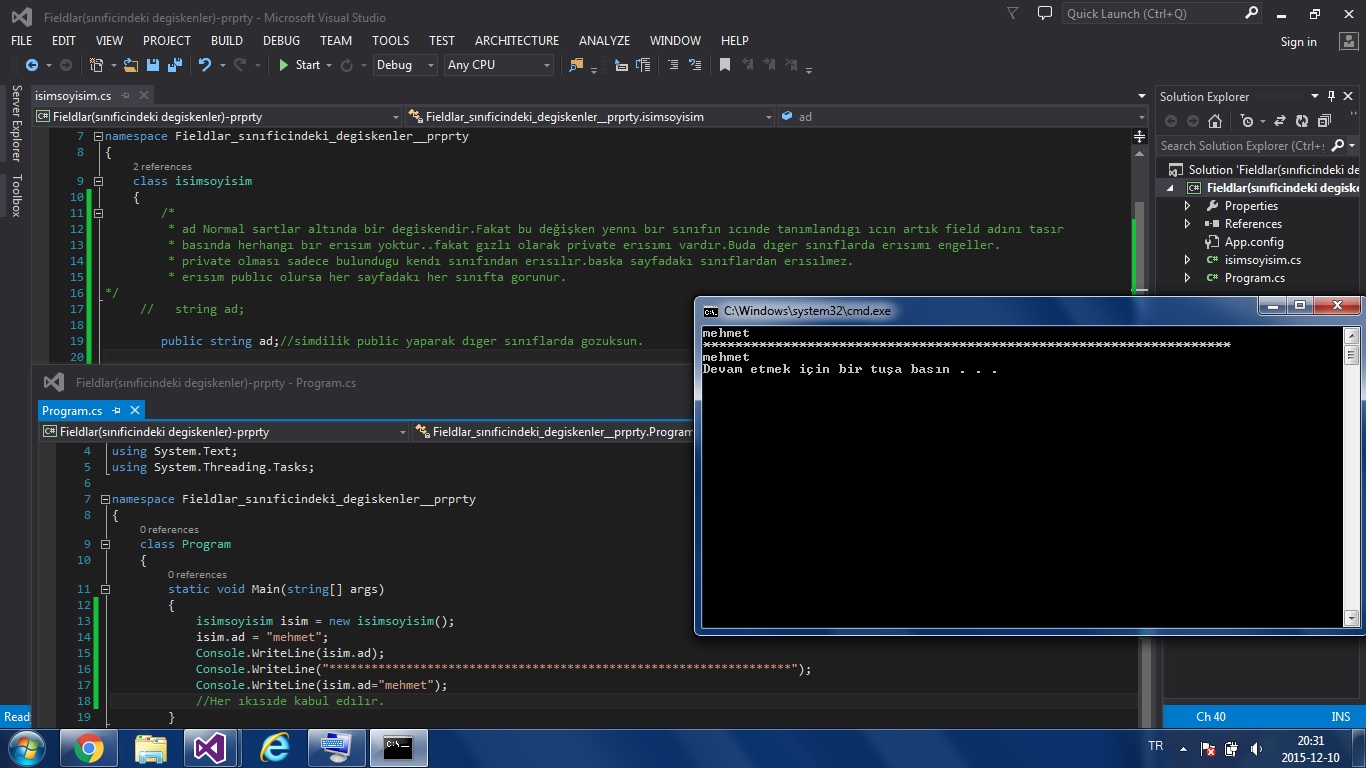 Fieldlar(sınıficindeki degiskenler)-prprty - Microsoft Visual Studio
Quick Launch (Ctrl+Q)
FILE EDIT VIEW PROJECT BUILD DEBUG TEAM TOOLS TEST ARCHITECTURE ANALYZE WINDOW HELP
Sign in
Start Debug Any CPU
Server Explorer
Toolbox
isimsoyisim.cs
Fieldlar(sınıficindeki degiskenler)-prprty
Fieldlar_sınıficindeki_degiskenler__prprty.isimsoyisim
ad
7 namespace Fieldlar_sınıficindeki_degiskenler__prprty
8 {
2 references
9 class isimsoyisim
10 {
11 /*
12 * ad Normal sartlar altında bir degiskendir.Fakat bu değişken yennı bır sınıfın ıcınde tanımlandıgı ıcın artık field adını tasır
13 * basında herhangı bır erısım yoktur..fakat gızlı olarak private erısımı vardır.Buda dıger sınıflarda erısımı engeller.
14 * private olması sadece bulundugu kendı sınıfından erısılır.baska sayfadakı sınıflardan erısılmez.
15 * erısım publıc olursa her sayfadakı her sınıfta gorunur.
16 */
17 // string ad;
18
19 public string ad;//simdilik public yaparak dıger sınıflarda gozuksun.
20
Solution Explorer
Search Solution Explorer (Ctrl+ş
Solution 'Fieldlar(sınıficindeki de
Fieldlar(sınıficindeki degisk
Properties
References
App.config
isimsoyisim.cs
Program.cs
C:\Windows\system32\cmd.exe
mehmet
**********************************************************************
mehmet
Devam etmek için bir tuşa basın . . .
Fieldlar(sınıficindeki degiskenler)-prprty - Program.cs
Program.cs
Fieldlar(sınıficindeki degiskenler)-prprty
Fieldlar_sınıficindeki_degiskenler__prprty.Program
4 using System.Text;
5 using System.Threading.Tasks;
6
7 namespace Fieldlar_sınıficindeki_degiskenler__prprty
8 {
0 references
9 class Program
10 {
0 references
11 static void Main(string[] args)
12 {
13 isimsoyisim isim = new isimsoyisim();
14 isim.ad = "mehmet";
15 Console.WriteLine(isim.ad);
16 Console.WriteLine("**********************************************************************");
17 Console.WriteLine(isim.ad="mehmet");
18 //Her ıkısıde kabul edılır.
19 }
Ready
Ch 40
INS
TR
20:31
2015-12-10